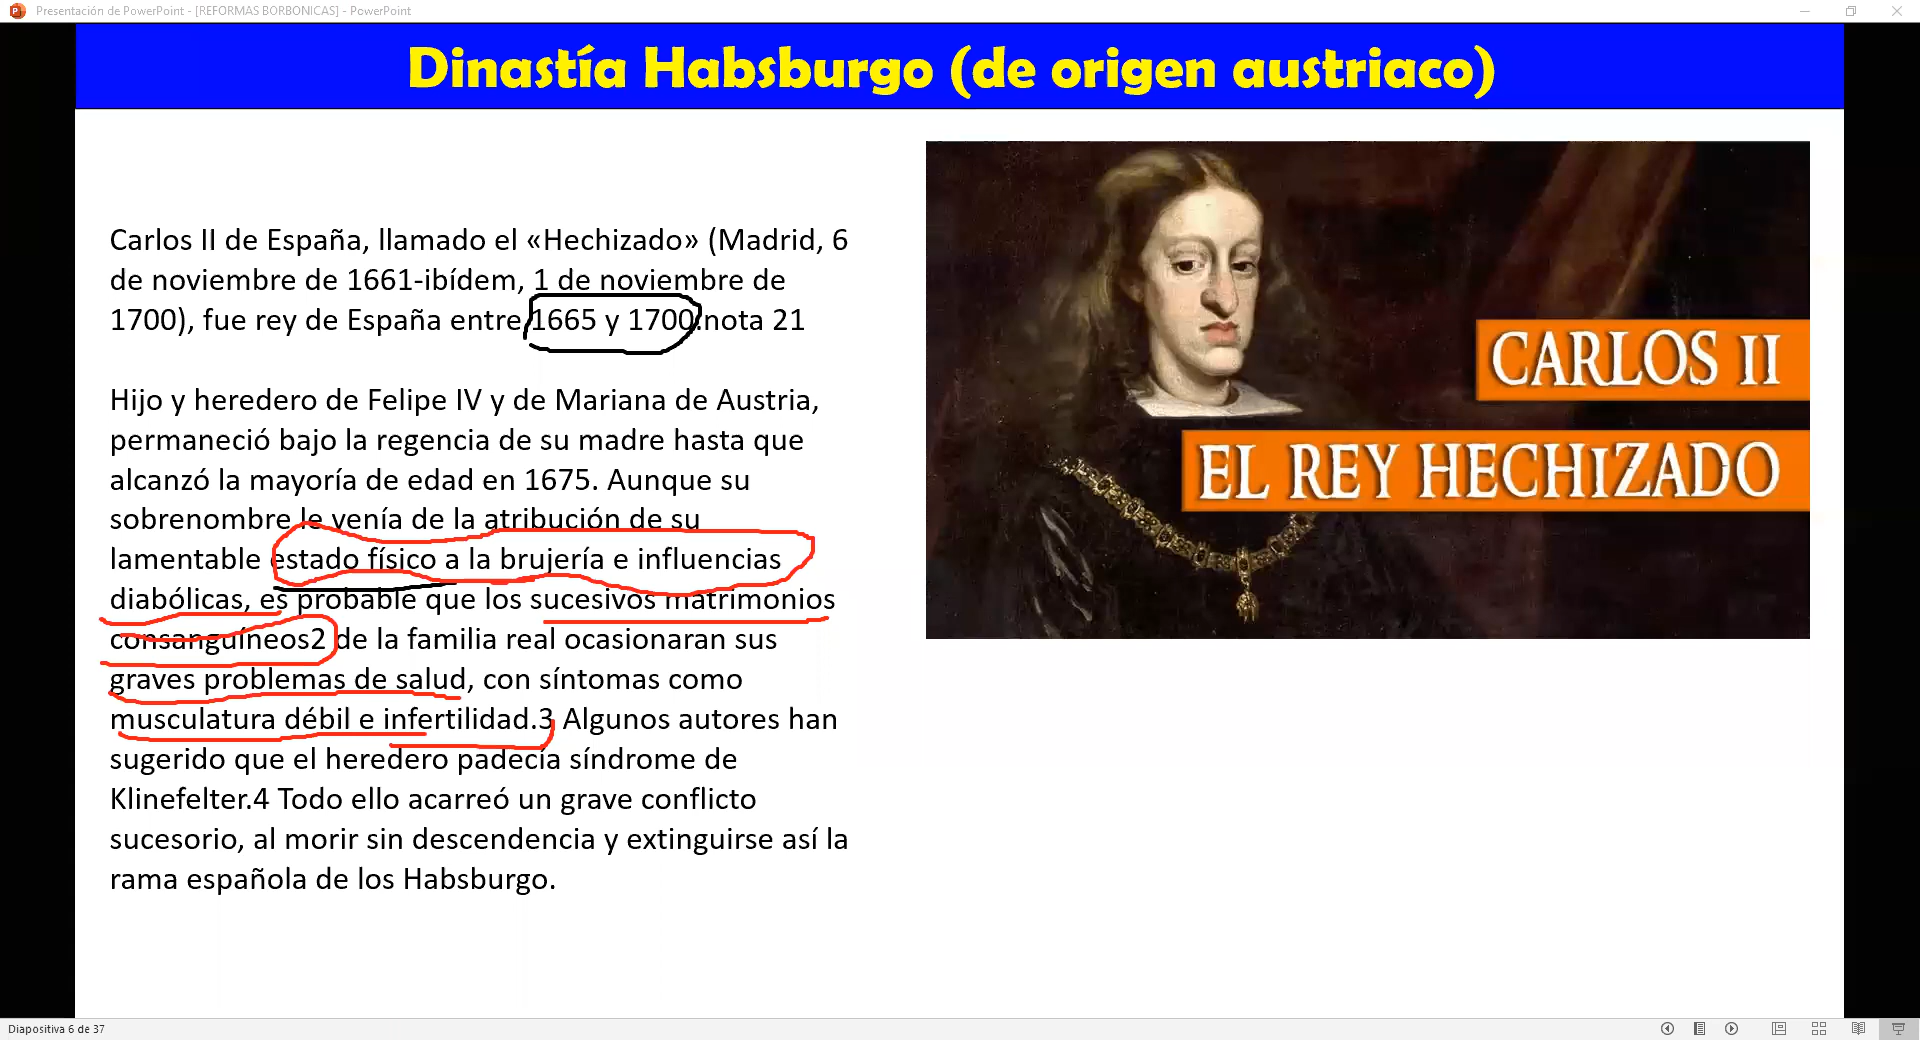 Presentación de PowerPoint - [REFORMAS BORBONICAS] - PowerPoint
Dinastía Habsburgo (de origen austriaco)
Carlos II de España, llamado el «Hechizado» (Madrid, 6
de noviembre de 1661-ibídem, 1 de noviembre de
1700), fue rey de España entre 1665 y 1700.nota 21
Hijo y heredero de Felipe IV y de Mariana de Austria,
permaneció bajo la regencia de su madre hasta que
alcanzó la mayoría de edad en 1675. Aunque su
sobrenombre le venía de la atribución de su
lamentable estado físico a la brujería e influencias
diabólicas, es probable que los sucesivos matrimonios
consanguíneos2 de la familia real ocasionaran sus
graves problemas de salud, con síntomas como
musculatura débil e infertilidad.3 Algunos autores han
sugerido que el heredero padecía síndrome de
Klinefelter.4 Todo ello acarreó un grave conflicto
sucesorio, al morir sin descendencia y extinguirse así la
rama española de los Habsburgo.
CARLOS II
EL REY HECHIZADO
Diapositiva 6 de 37